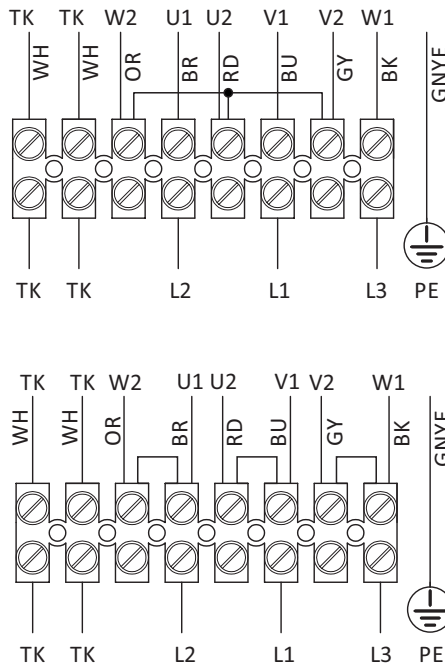 TK TK W2 U1 U2 V1 V2 W1
WH WH OR BR RD BU GY BK GNYE
TK TK L2 L1 L3 PE
TK TK W2 U1 U2 V1 V2 W1
WH WH OR BR RD BU GY BK GNYE
TK TK L2 L1 L3 PE